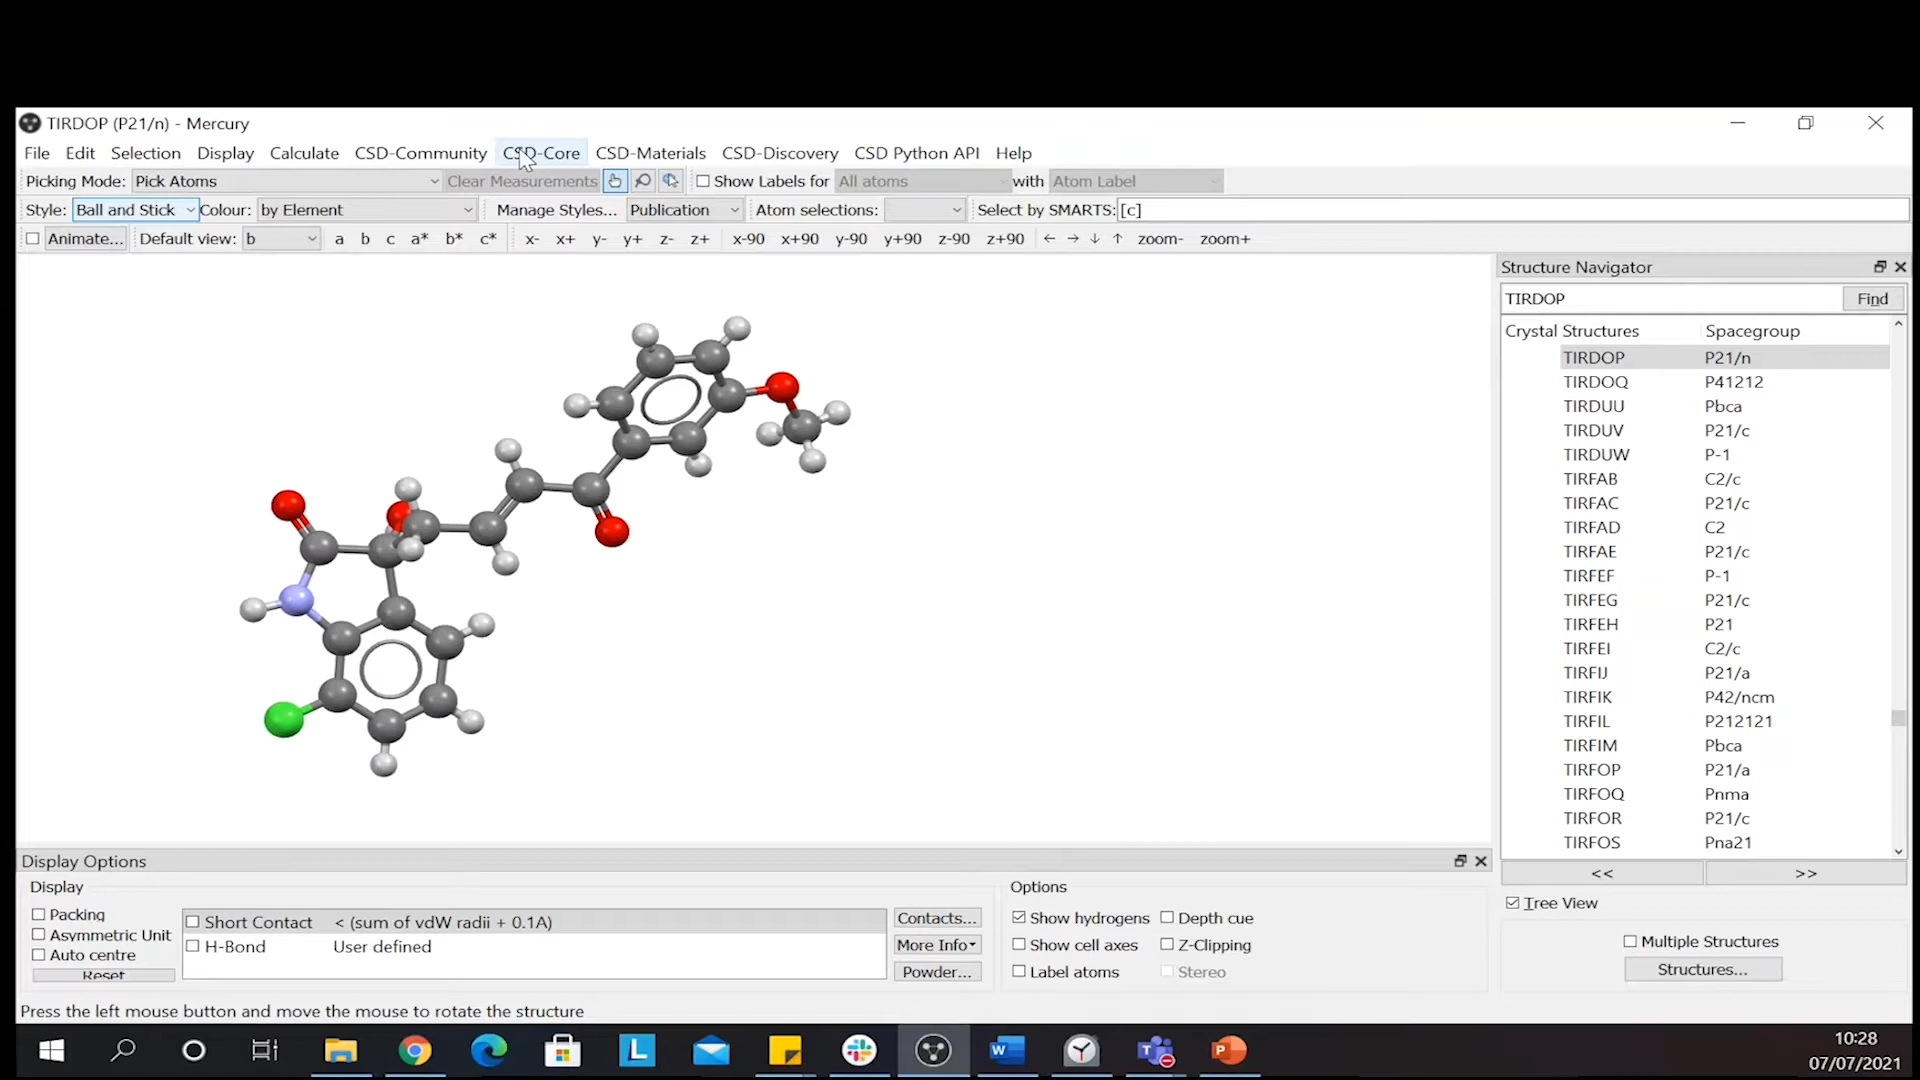 TIRDOP (P21/n) - Mercury
File Edit Selection Display Calculate CSD-Community CSD-Core CSD-Materials CSD-Discovery CSD Python API Help
Picking Mode: Pick Atoms Clear Measurements Show Labels for All atoms with Atom Label
Style: Ball and Stick Colour: by Element Manage Styles... Publication Atom selections: Select by SMARTS: [c]
Animate... Default view: b a b c a* b* c* x- x+ y- y+ z- z+ x-90 x+90 y-90 y+90 z-90 z+90 ← → ↓ ↑ zoom- zoom+
Structure Navigator
TIRDOP Find
Crystal Structures Spacegroup
TIRDOP P21/n
TIRDOQ P41212
TIRDUU Pbca
TIRDUV P21/c
TIRDUW P-1
TIRFAB C2/c
TIRFAC P21/c
TIRFAD C2
TIRFAE P21/c
TIRFEF P-1
TIRFEG P21/c
TIRFEH P21
TIRFEI C2/c
TIRFIJ P21/a
TIRFIK P42/ncm
TIRFIL P212121
TIRFIM Pbca
TIRFOP P21/a
TIRFOQ Pnma
TIRFOR P21/c
TIRFOS Pna21
<< >>
Tree View
Multiple Structures
Structures...
Display Options
Display
Packing
Asymmetric Unit
Auto centre
Reset
Short Contact < (sum of vdW radii + 0.1A)
H-Bond User defined
Contacts...
More Info
Powder...
Options
Show hydrogens Depth cue
Show cell axes Z-Clipping
Label atoms Stereo
Press the left mouse button and move the mouse to rotate the structure
10:28
07/07/2021